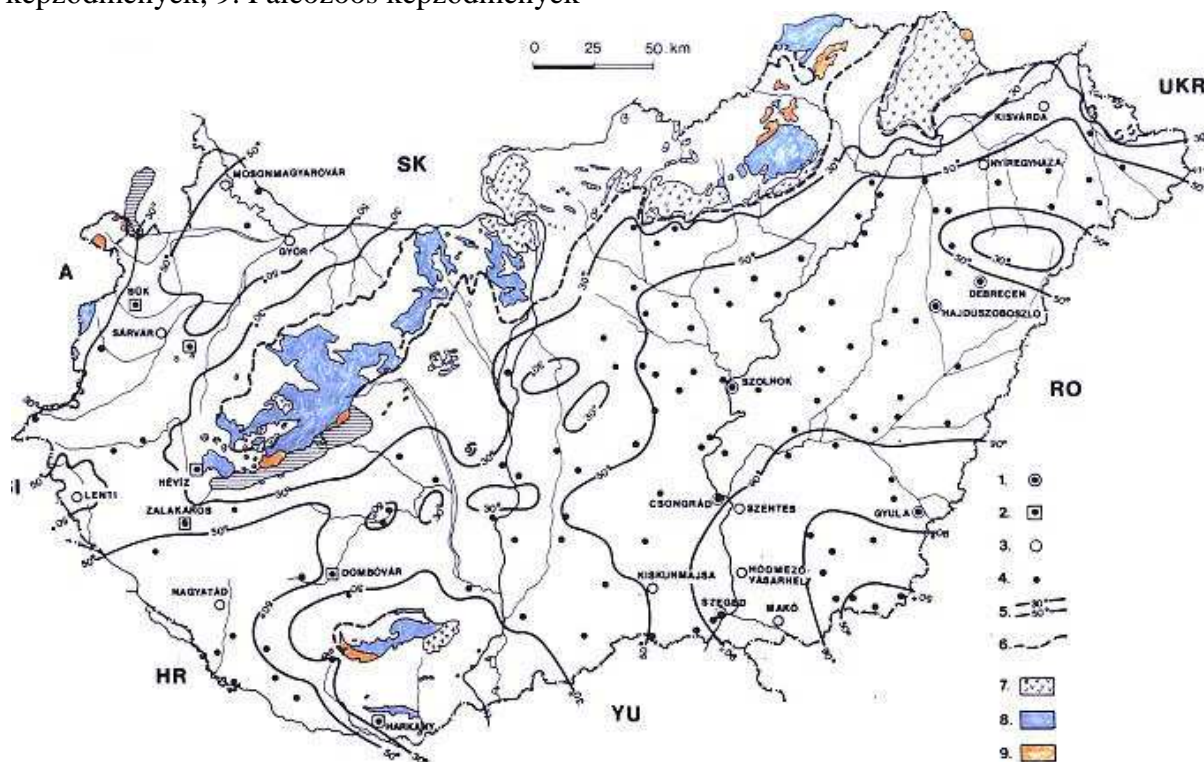 képződmények, 9. Paleozoos képződmények
0 25 50 km
UKR
KISVÁRDA
NYÍREGYHÁZA
SK
MOSONMAGYARÓVÁR
GYŐR
A
BÜK
SÁRVÁR
DEBRECEN
HAJDÚSZOBOSZLÓ
SZOLNOK
RO
HÉVÍZ
LENTI
ZALAKAROS
CSONGRÁD
SZENTES
GYULA
DOMBÓVÁR
NAGYATÁD
KISKUNMAJSA
HÓDMEZŐ-
VÁSÁRHELY
SZEGED
MAKÓ
HR
YU
HARKÁNY
1.
2.
3.
4.
5. 30°
50°
6.
7.
8.
9.